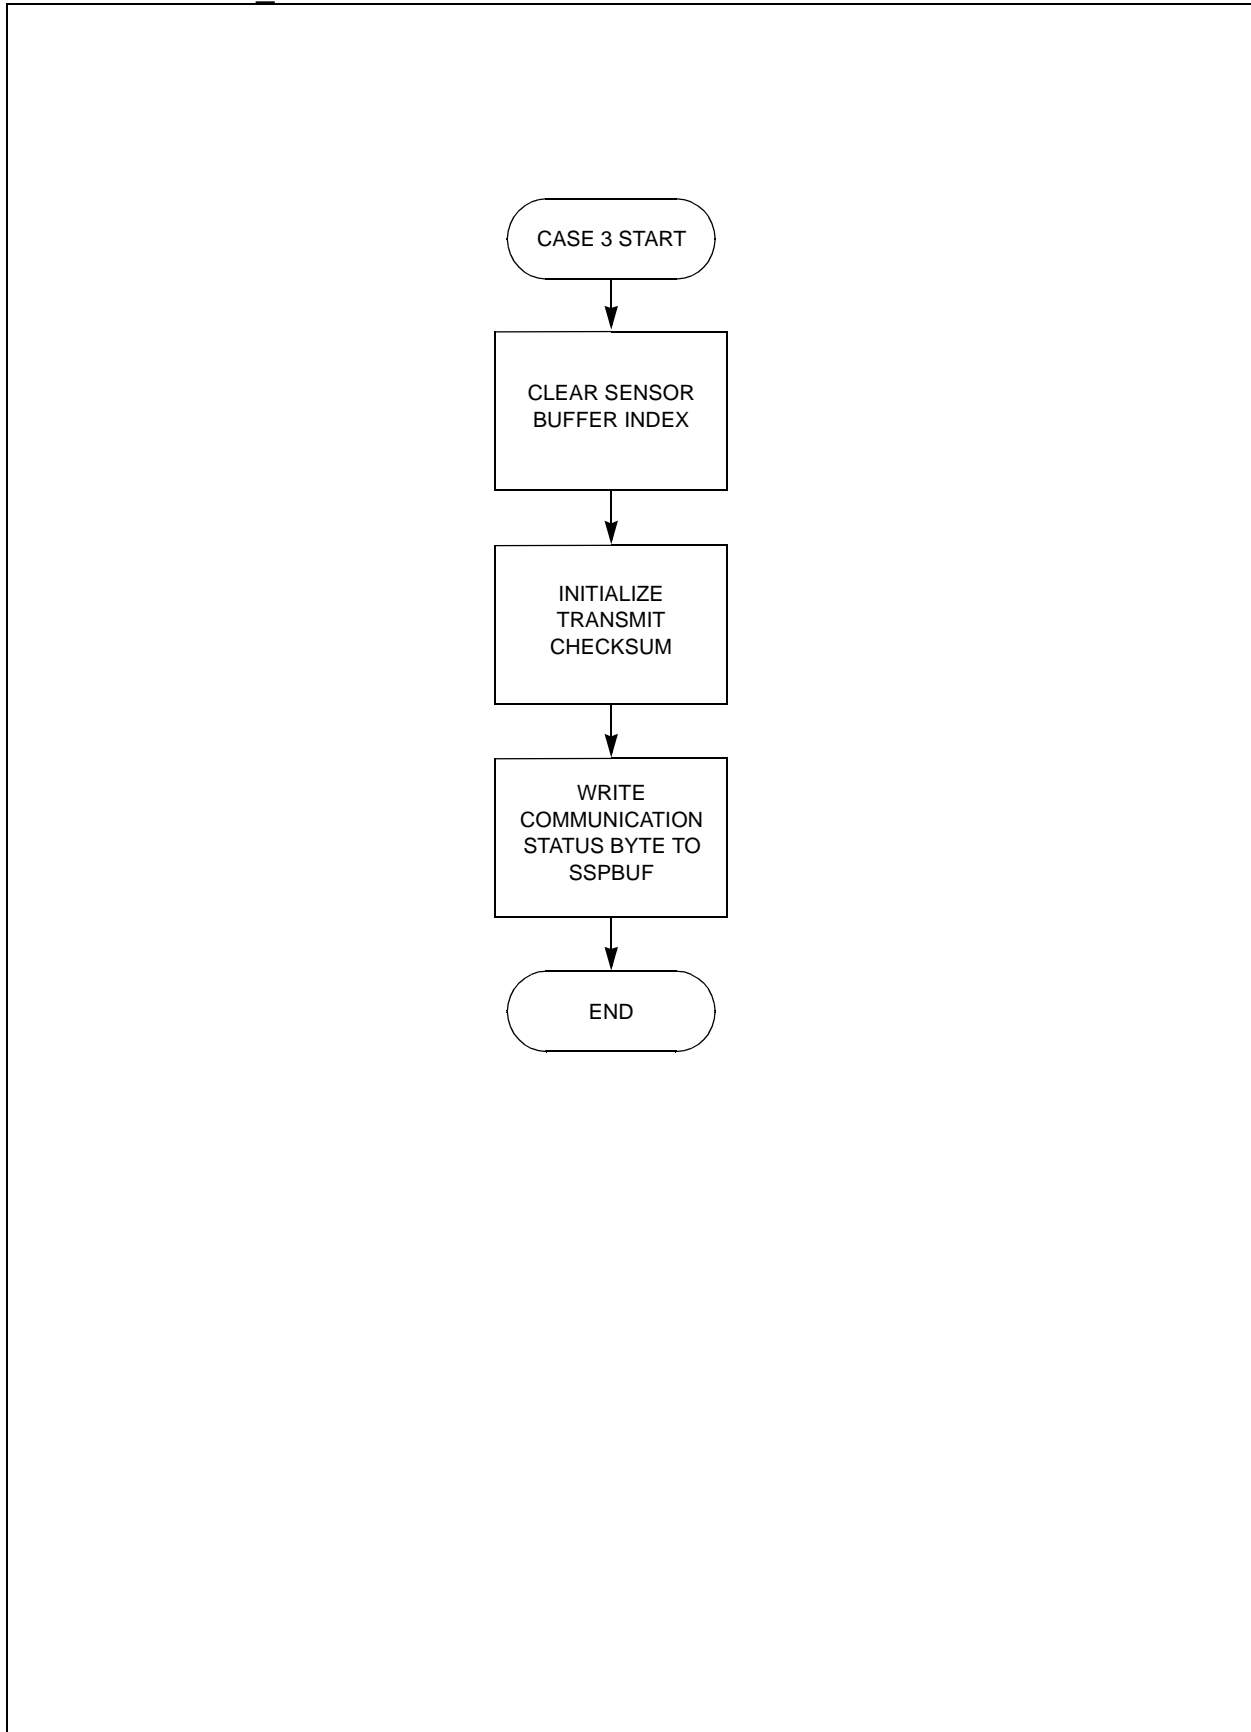 CASE 3 START
CLEAR SENSOR
BUFFER INDEX
INITIALIZE
TRANSMIT
CHECKSUM
WRITE
COMMUNICATION
STATUS BYTE TO
SSPBUF
END